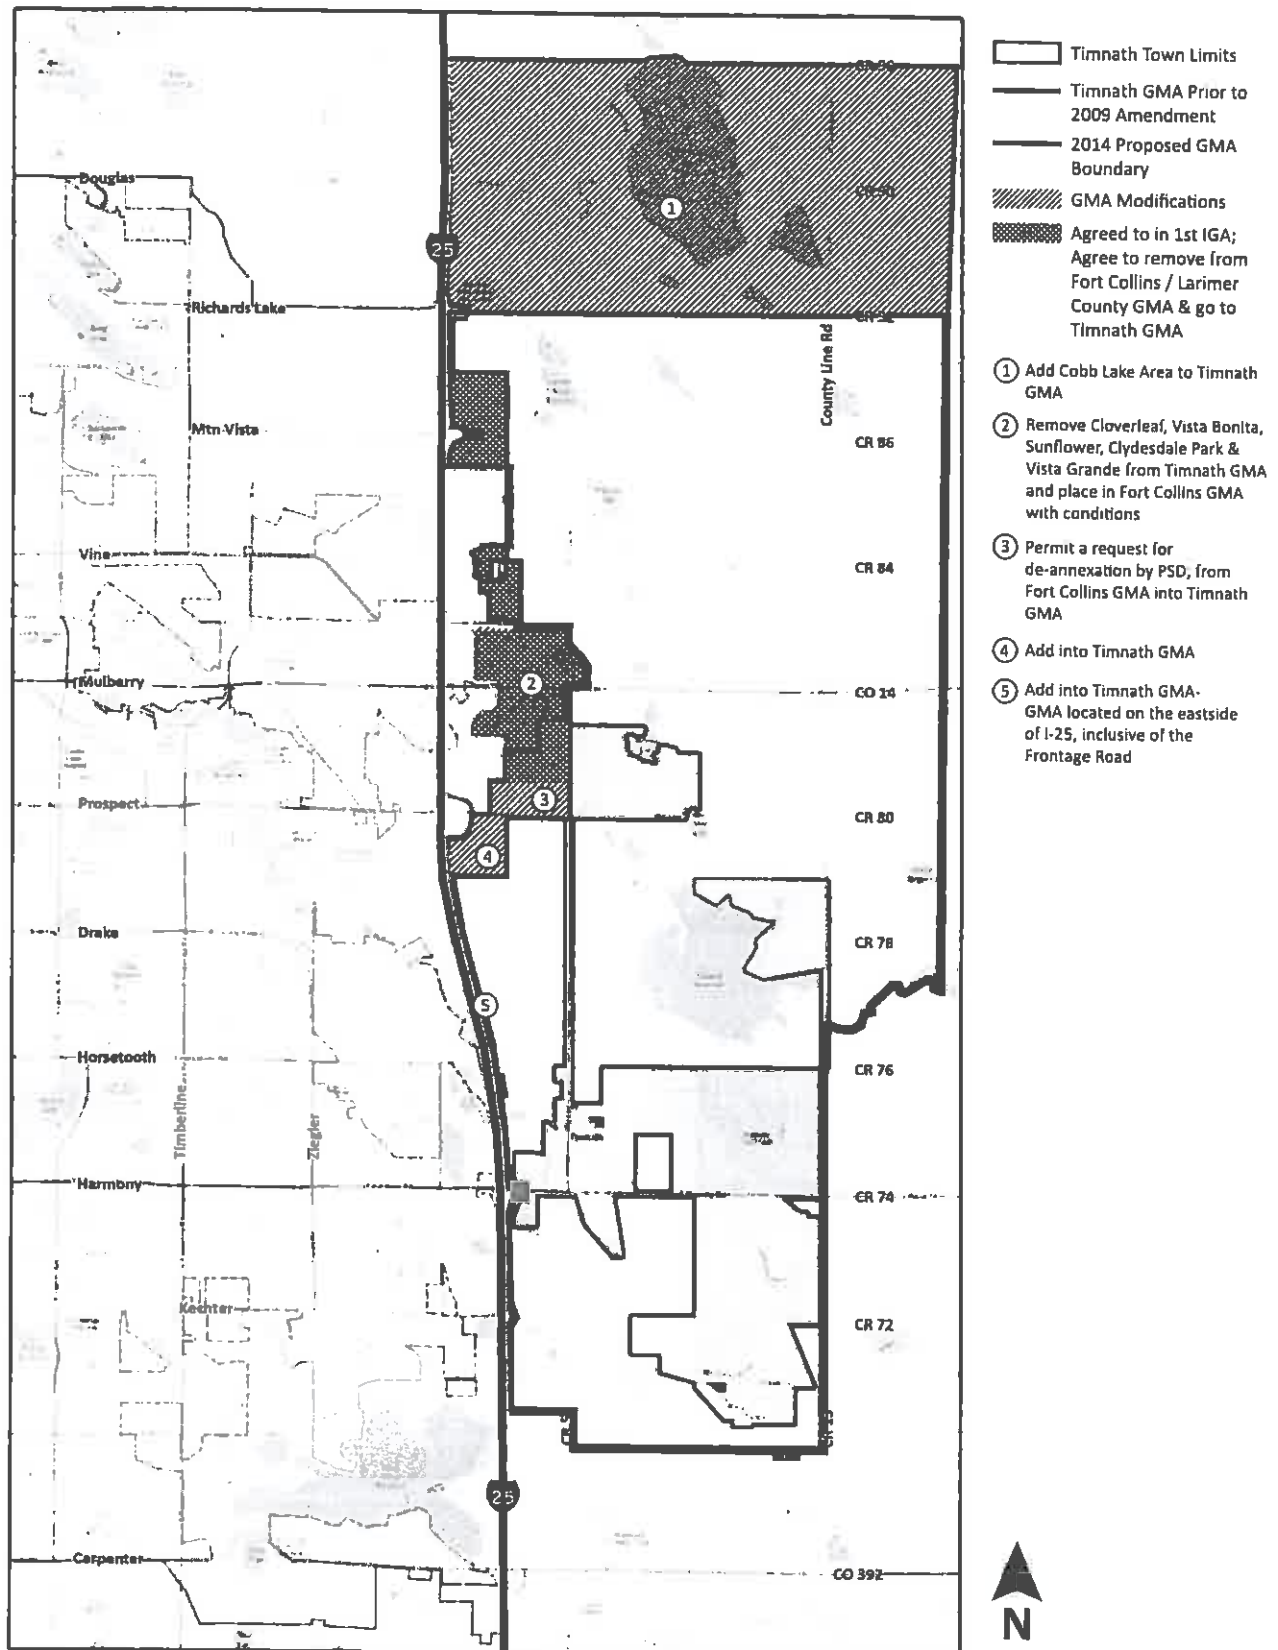 Timnath Town Limits
Timnath GMA Prior to
2009 Amendment
2014 Proposed GMA
Boundary
GMA Modifications
Agreed to in 1st IGA;
Agree to remove from
Fort Collins / Larimer
County GMA & go to
Timnath GMA
1 Add Cobb Lake Area to Timnath
GMA
2 Remove Cloverleaf, Vista Bonita,
Sunflower, Clydesdale Park &
Vista Grande from Timnath GMA
and place in Fort Collins GMA
with conditions
3 Permit a request for
de-annexation by PSD, from
Fort Collins GMA into Timnath
GMA
4 Add into Timnath GMA
5 Add into Timnath GMA-
GMA located on the eastside
of I-25, inclusive of the
Frontage Road
Douglas
1
25
Richards Lake
County Line Rd
Mtn Vista
CR 86
Vine
CR 84
Mulberry
2
CO 14
Prospect
3
CR 80
4
Drake
CR 78
5
Horsetooth
CR 76
Timberline
Ziegler
Harmony
CR 74
Kechter
CR 72
25
Carpenter
CO 392
N